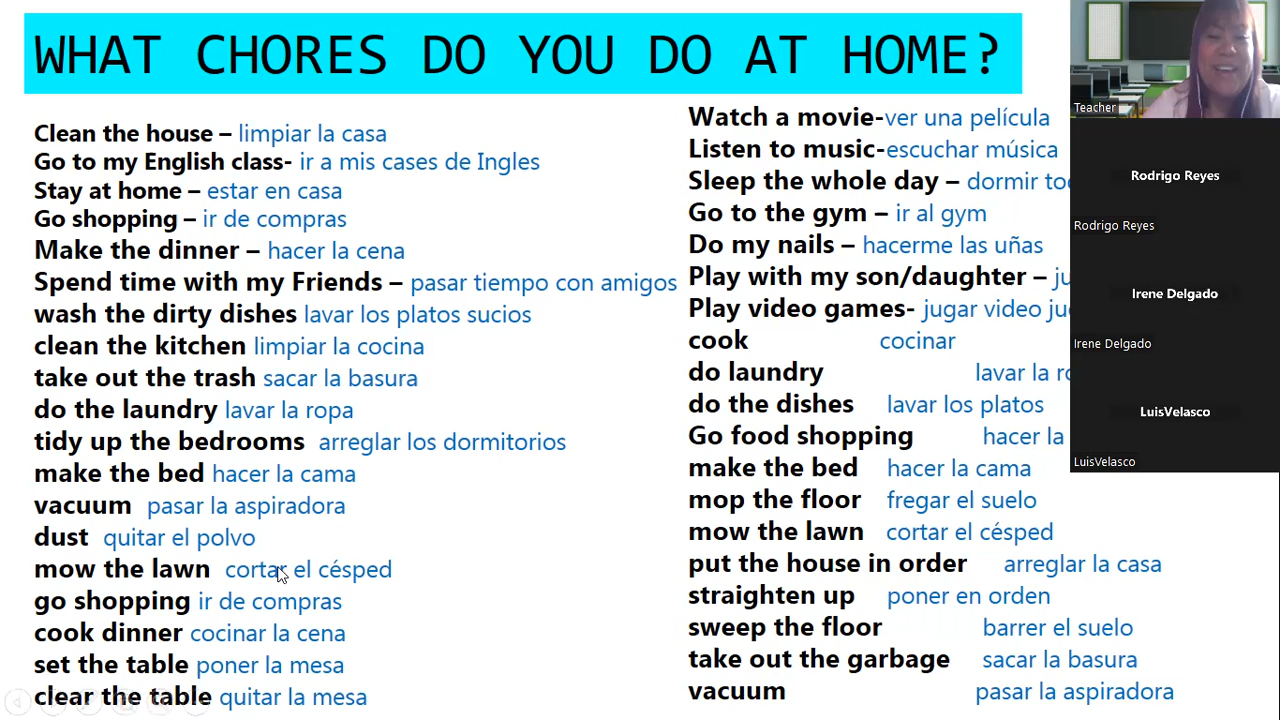 WHAT CHORES DO YOU DO AT HOME?
Clean the house – limpiar la casa
Go to my English class- ir a mis cases de Ingles
Stay at home – estar en casa
Go shopping – ir de compras
Make the dinner – hacer la cena
Spend time with my Friends – pasar tiempo con amigos
wash the dirty dishes lavar los platos sucios
clean the kitchen limpiar la cocina
take out the trash sacar la basura
do the laundry lavar la ropa
tidy up the bedrooms arreglar los dormitorios
make the bed hacer la cama
vacuum pasar la aspiradora
dust quitar el polvo
mow the lawn cortar el césped
go shopping ir de compras
cook dinner cocinar la cena
set the table poner la mesa
clear the table quitar la mesa
Watch a movie-ver una película
Listen to music-escuchar música
Sleep the whole day – dormir
Go to the gym – ir al gym
Do my nails – hacerme las uñas
Play with my son/daughter –
Play video games- jugar video
cook cocinar
do laundry lavar la
do the dishes lavar los platos
Go food shopping hacer la
make the bed hacer la cama
mop the floor fregar el suelo
mow the lawn cortar el césped
put the house in order arreglar la casa
straighten up poner en orden
sweep the floor barrer el suelo
take out the garbage sacar la basura
vacuum pasar la aspiradora
Teacher
Rodrigo Reyes
Rodrigo Reyes
Irene Delgado
Irene Delgado
LuisVelasco
LuisVelasco